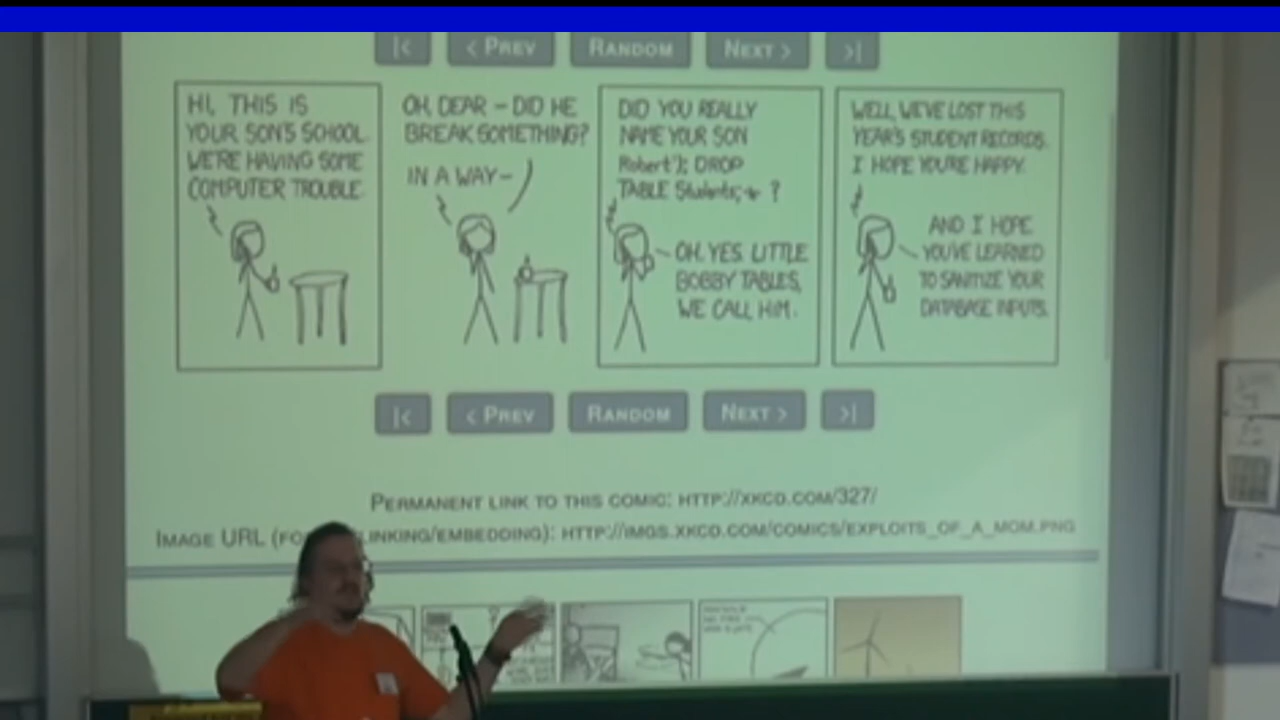 |<
< PREV
RANDOM
NEXT >
>|
HI, THIS IS
YOUR SON'S SCHOOL.
WE'RE HAVING SOME
COMPUTER TROUBLE.
OH, DEAR – DID HE
BREAK SOMETHING?
IN A WAY–
DID YOU REALLY
NAME YOUR SON
Robert'); DROP
TABLE Students;-- ?
OH, YES. LITTLE
BOBBY TABLES,
WE CALL HIM.
WELL, WE'VE LOST THIS
YEAR'S STUDENT RECORDS.
I HOPE YOU'RE HAPPY.
AND I HOPE
YOU'VE LEARNED
TO SANITIZE YOUR
DATABASE INPUTS.
|<
< PREV
RANDOM
NEXT >
>|
PERMANENT LINK TO THIS COMIC: HTTP://XKCD.COM/327/
IMAGE URL (FO LINKING/EMBEDDING): HTTP://IMGS.XKCD.COM/COMICS/EXPLOITS_OF_A_MOM.PNG